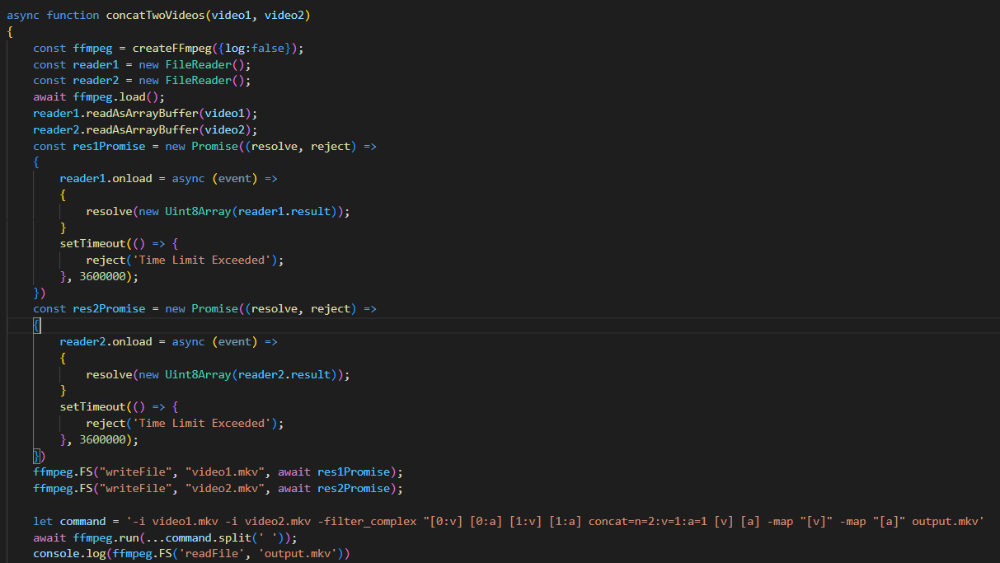 async function concatTwoVideos(video1, video2)
{
    const ffmpeg = createFFmpeg({log:false});
    const reader1 = new FileReader();
    const reader2 = new FileReader();
    await ffmpeg.load();
    reader1.readAsArrayBuffer(video1);
    reader2.readAsArrayBuffer(video2);
    const res1Promise = new Promise((resolve, reject) =>
    {
        reader1.onload = async (event) =>
        {
            resolve(new Uint8Array(reader1.result));
        }
        setTimeout(() => {
            reject('Time Limit Exceeded');
        }, 3600000);
    })
    const res2Promise = new Promise((resolve, reject) =>
    {
        reader2.onload = async (event) =>
        {
            resolve(new Uint8Array(reader2.result));
        }
        setTimeout(() => {
            reject('Time Limit Exceeded');
        }, 3600000);
    })
    ffmpeg.FS("writeFile", "video1.mkv", await res1Promise);
    ffmpeg.FS("writeFile", "video2.mkv", await res2Promise);

    let command = '-i video1.mkv -i video2.mkv -filter_complex "[0:v] [0:a] [1:v] [1:a] concat=n=2:v=1:a=1 [v] [a] -map "[v]" -map "[a]" output.mkv'
    await ffmpeg.run(...command.split(' '));
    console.log(ffmpeg.FS('readFile', 'output.mkv'))